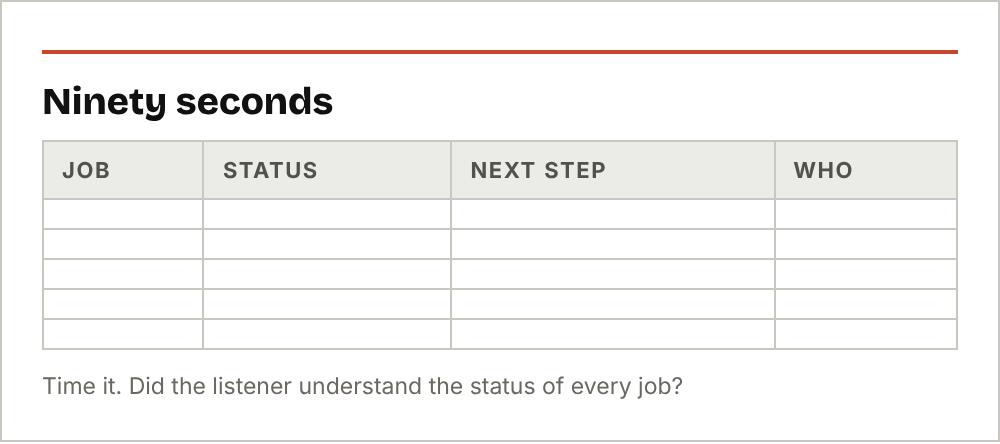 Ninety seconds
JOB STATUS NEXT STEP WHO
Time it. Did the listener understand the status of every job?